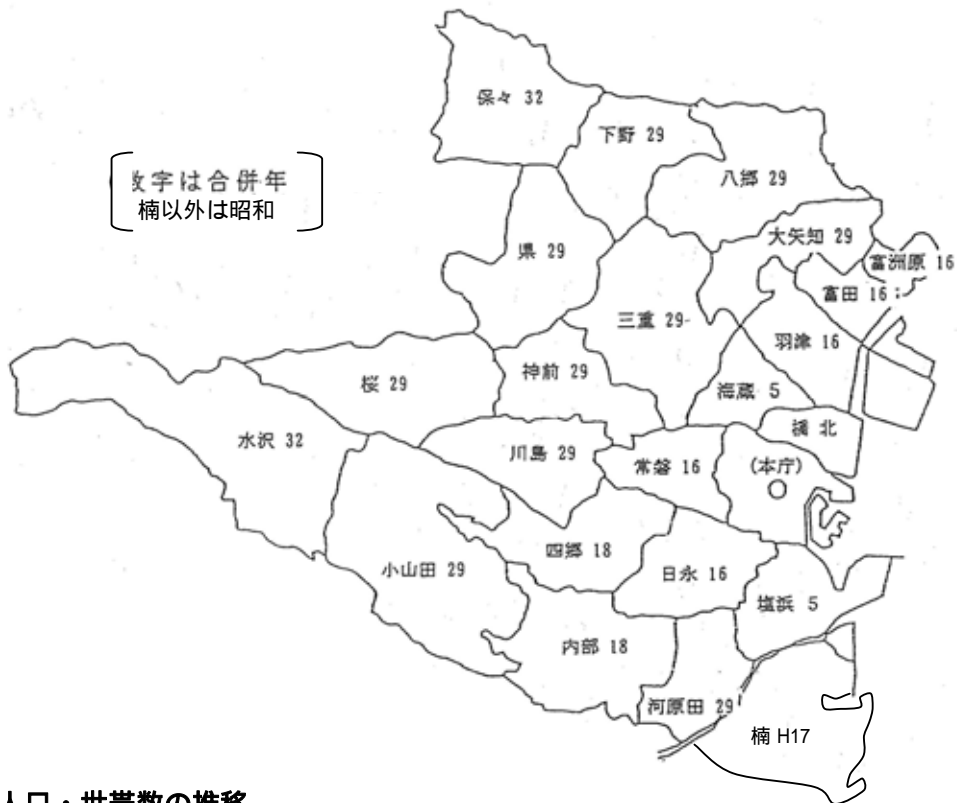 保々 32
下野 29
八郷 29
数字は合併年
楠以外は昭和
大矢知 29
県 29
富洲原 16
富田 16
三重 29
羽津 16
神前 29
桜 29
海蔵 5
橋北
水沢 32
川島 29
常磐 16
(本庁)
四郷 18
小山田 29
日永 16
塩浜 5
内部 18
河原田 29
楠 H17
人口・世帯数の推移